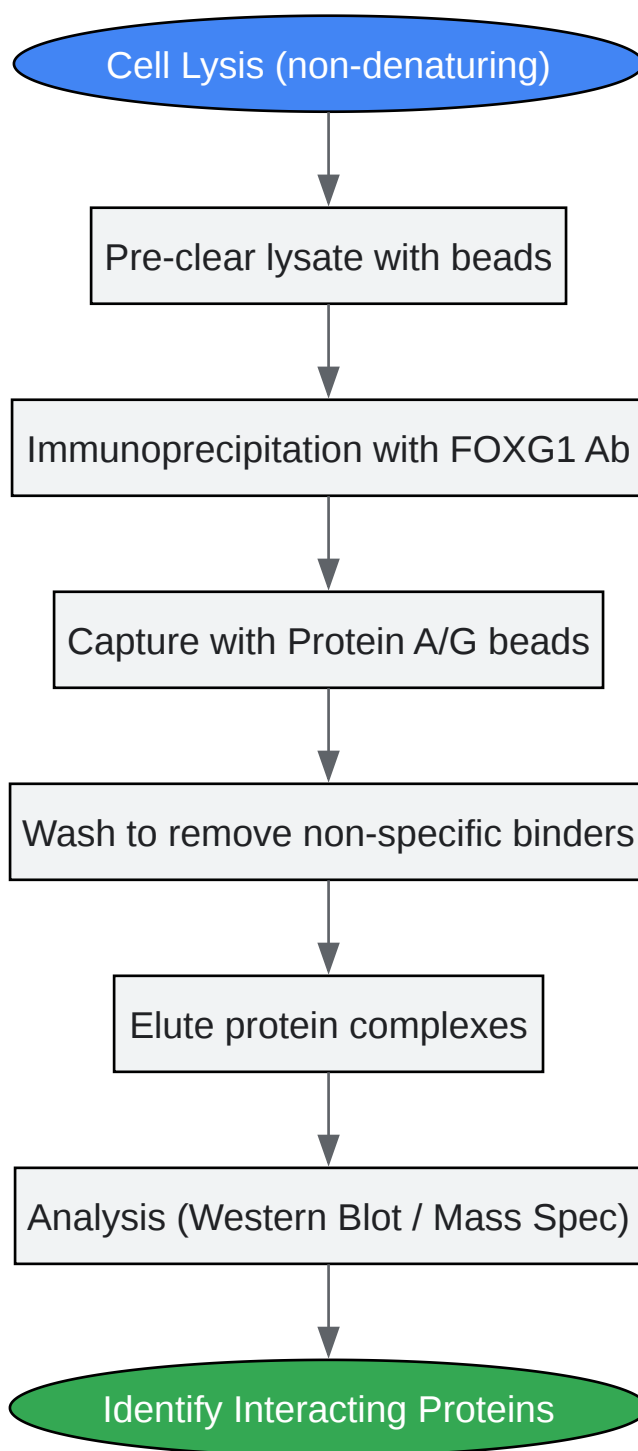 Cell Lysis (non-denaturing)
Pre-clear lysate with beads
Immunoprecipitation with FOXG1 Ab
Capture with Protein A/G beads
Wash to remove non-specific binders
Elute protein complexes
Analysis (Western Blot / Mass Spec)
Identify Interacting Proteins